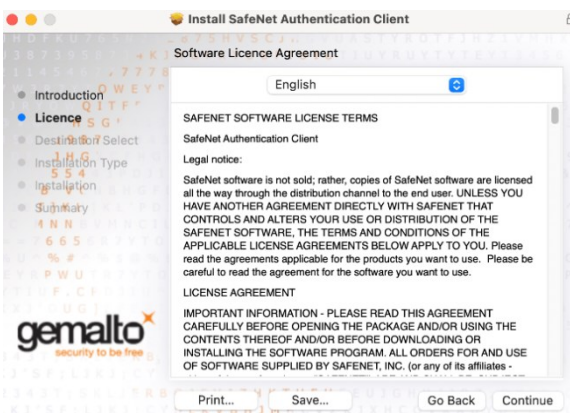 Install SafeNet Authentication Client
Software Licence Agreement
Introduction
Licence
Destination Select
Installation Type
Installation
Summary
English
SAFENET SOFTWARE LICENSE TERMS
SafeNet Authentication Client
Legal notice:
SafeNet software is not sold; rather, copies of SafeNet software are licensed
all the way through the distribution channel to the end user. UNLESS YOU
HAVE ANOTHER AGREEMENT DIRECTLY WITH SAFENET THAT
CONTROLS AND ALTERS YOUR USE OR DISTRIBUTION OF THE
SAFENET SOFTWARE, THE TERMS AND CONDITIONS OF THE
APPLICABLE LICENSE AGREEMENTS BELOW APPLY TO YOU. Please
read the agreements applicable for the products you want to use. Please be
careful to read the agreement for the software you want to use.
LICENSE AGREEMENT
IMPORTANT INFORMATION - PLEASE READ THIS AGREEMENT
CAREFULLY BEFORE OPENING THE PACKAGE AND/OR USING THE
CONTENTS THEREOF AND/OR BEFORE DOWNLOADING OR
INSTALLING THE SOFTWARE PROGRAM. ALL ORDERS FOR AND USE
OF SOFTWARE SUPPLIED BY SAFENET, INC. (or any of its affiliates -
gemalto
security to be free
Print...
Save...
Go Back
Continue